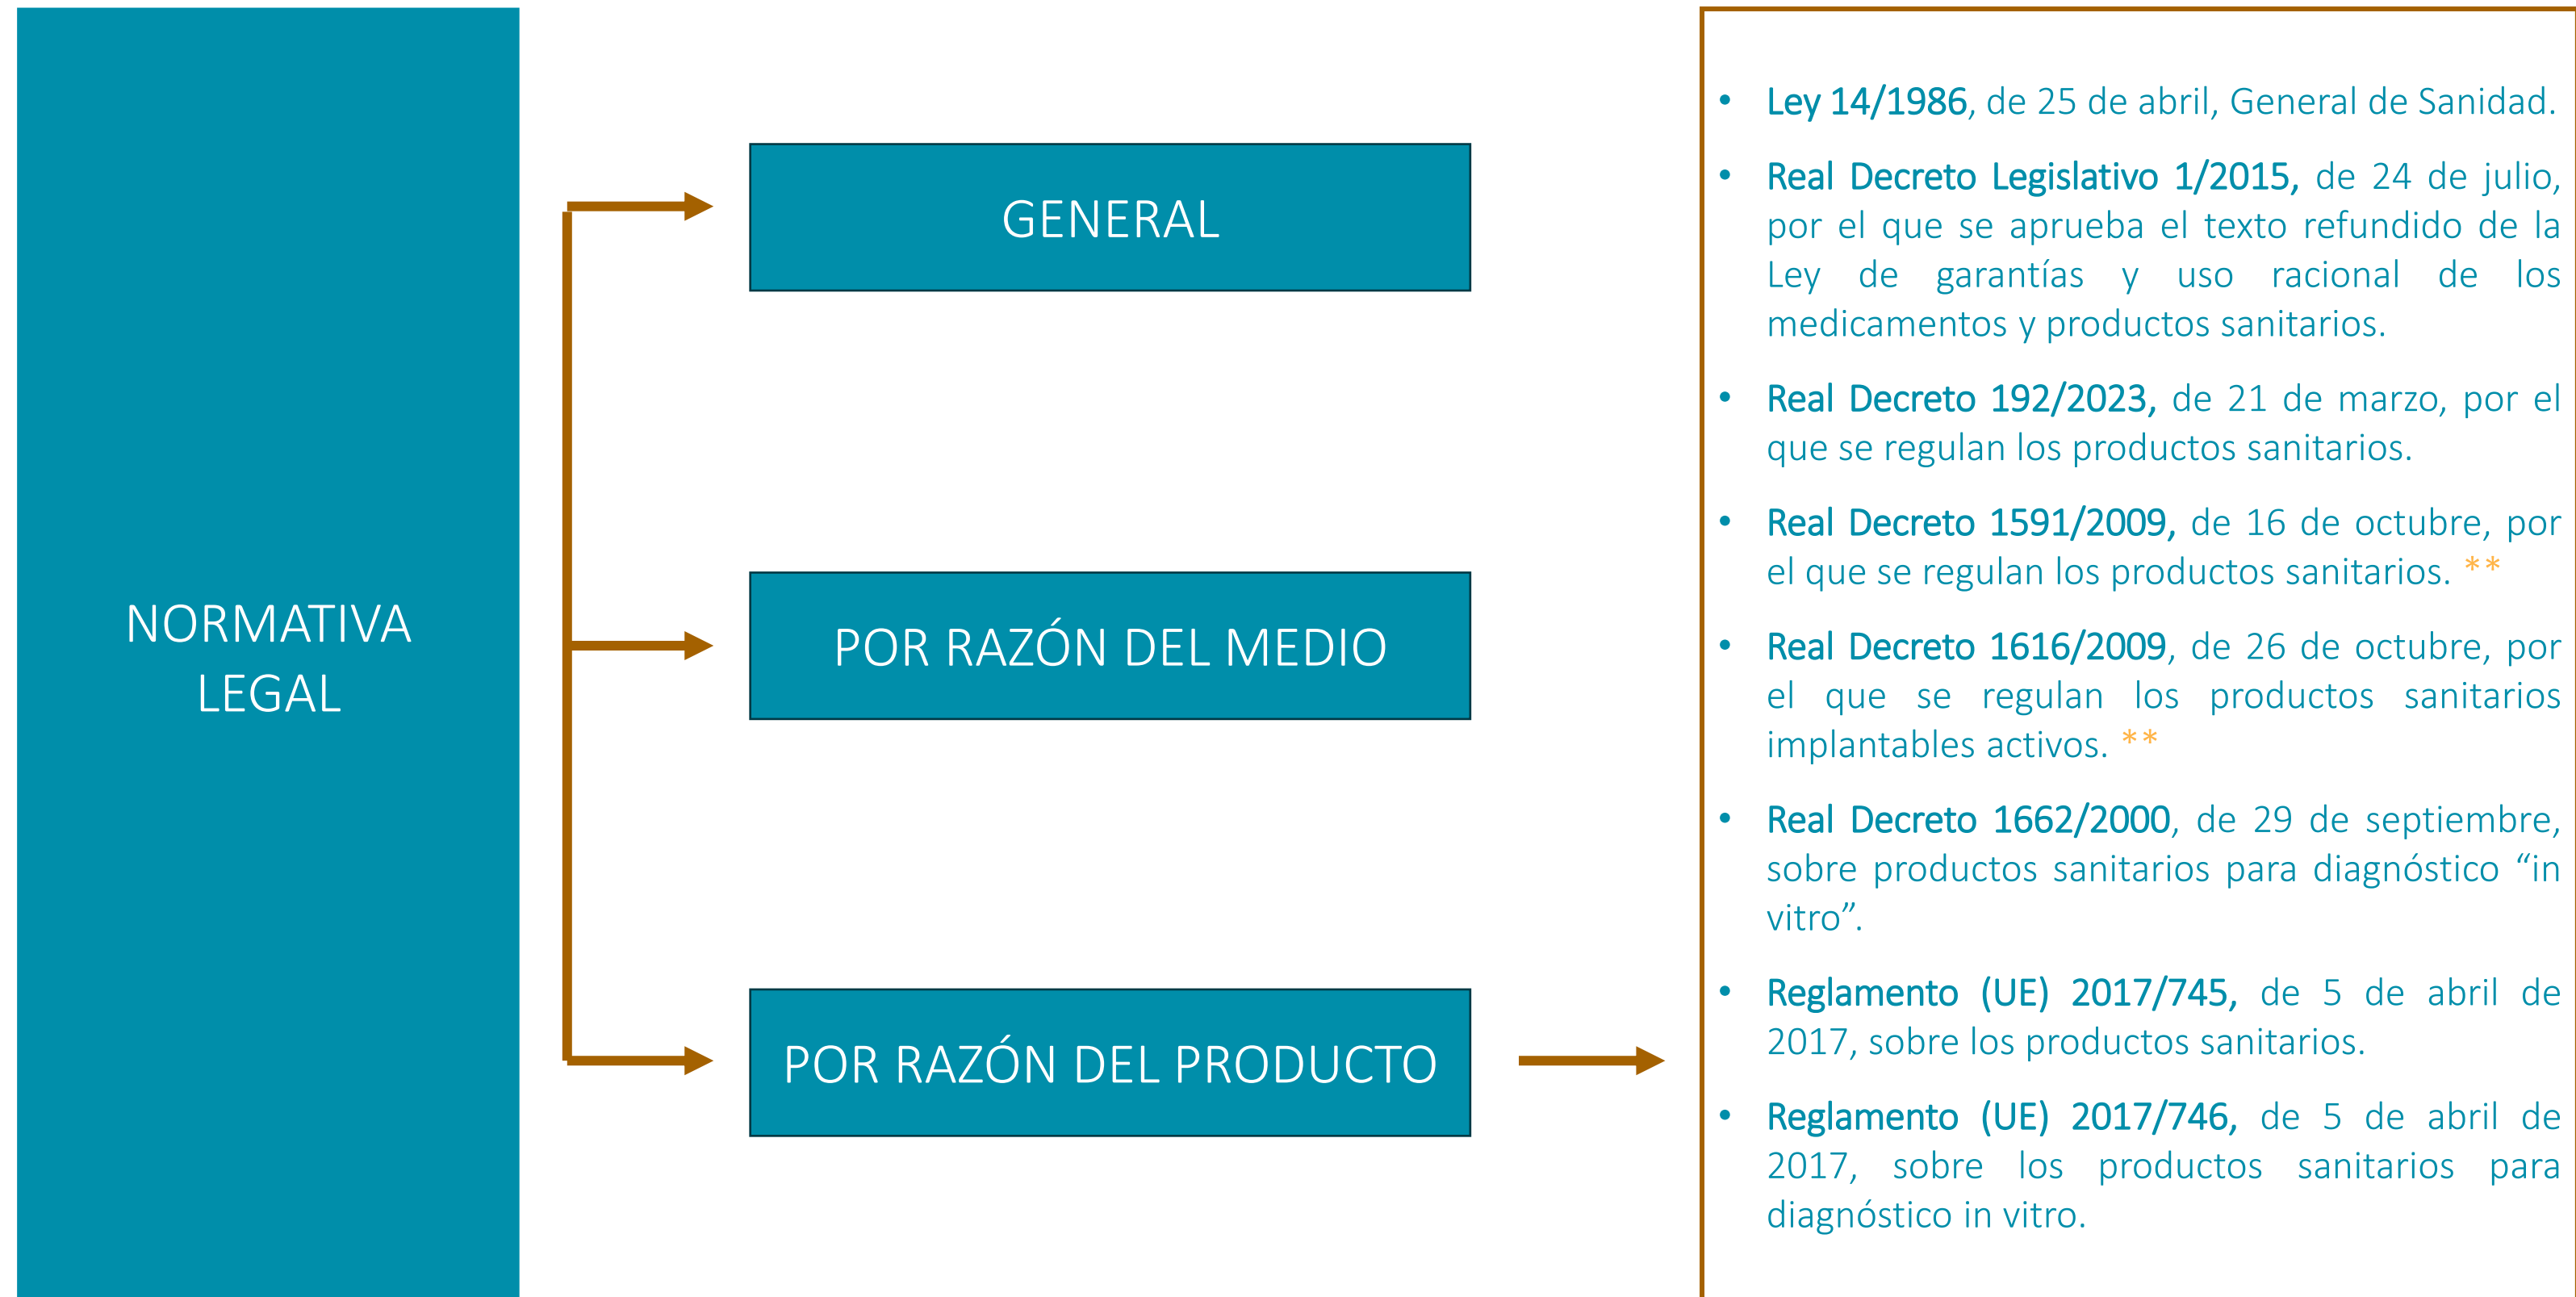 NORMATIVA
LEGAL
GENERAL
POR RAZÓN DEL MEDIO
POR RAZÓN DEL PRODUCTO
• Ley 14/1986, de 25 de abril, General de Sanidad.
• Real Decreto Legislativo 1/2015, de 24 de julio,
por el que se aprueba el texto refundido de la
Ley de garantías y uso racional de los
medicamentos y productos sanitarios.
• Real Decreto 192/2023, de 21 de marzo, por el
que se regulan los productos sanitarios.
• Real Decreto 1591/2009, de 16 de octubre, por
el que se regulan los productos sanitarios. **
• Real Decreto 1616/2009, de 26 de octubre, por
el que se regulan los productos sanitarios
implantables activos. **
• Real Decreto 1662/2000, de 29 de septiembre,
sobre productos sanitarios para diagnóstico “in
vitro”.
• Reglamento (UE) 2017/745, de 5 de abril de
2017, sobre los productos sanitarios.
• Reglamento (UE) 2017/746, de 5 de abril de
2017, sobre los productos sanitarios para
diagnóstico in vitro.